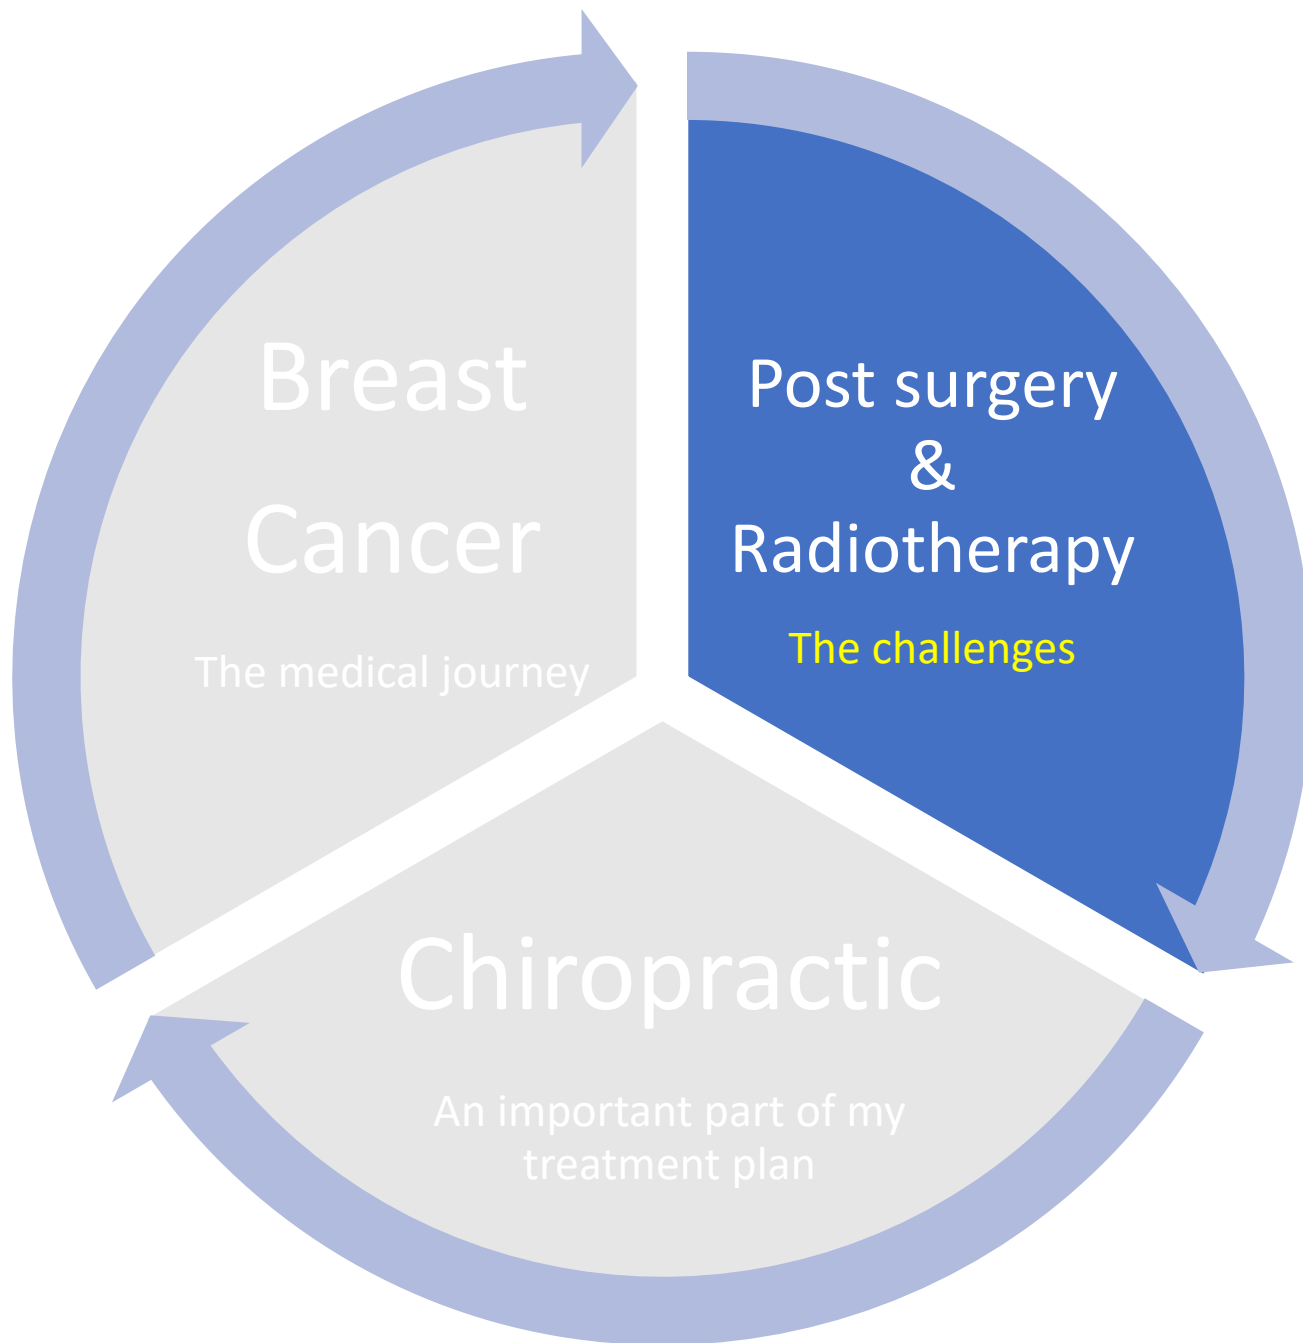 Breast
Cancer
The medical journey
Post surgery
&
Radiotherapy
The challenges
Chiropractic
An important part of my
treatment plan